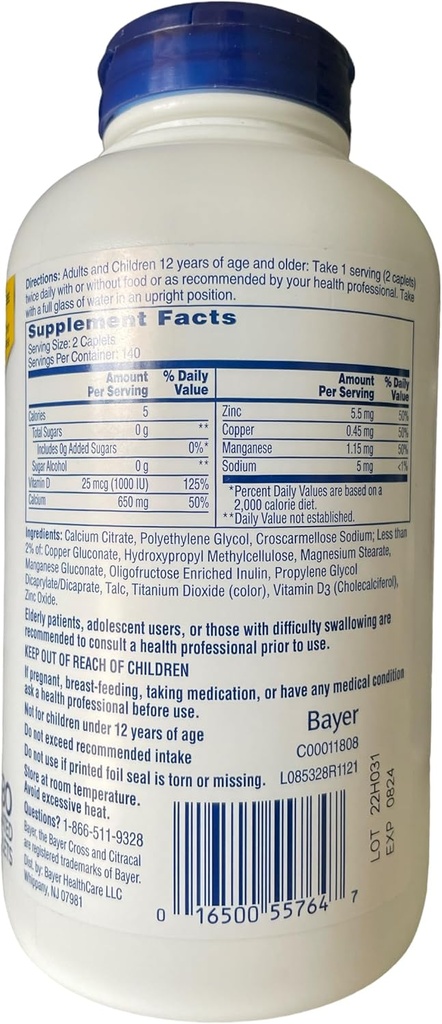 Directions: Adults and Children 12 years of age and older: Take 1 serving (2 caplets)
twice daily with or without food or as recommended by your health professional. Take
with a full glass of water in an upright position.
Supplement Facts
Serving Size: 2 Caplets
Servings Per Container: 140
Amount Per Serving % Daily Value
Calories 5
Total Sugars 0 g **
Includes 0g Added Sugars 0%*
Sugar Alcohol 0 g **
Vitamin D 25 mcg (1000 IU) 125%
Calcium 650 mg 50%
Amount Per Serving % Daily Value
Zinc 5.5 mg 50%
Copper 0.45 mg 50%
Manganese 1.15 mg 50%
Sodium 5 mg <1%
*Percent Daily Values are based on a
2,000 calorie diet.
**Daily Value not established.
Ingredients: Calcium Citrate, Polyethylene Glycol, Croscarmellose Sodium; Less than
2% of: Copper Gluconate, Hydroxypropyl Methylcellulose, Magnesium Stearate,
Manganese Gluconate, Oligofructose Enriched Inulin, Propylene Glycol
Dicaprylate/Dicaprate, Talc, Titanium Dioxide (color), Vitamin D3 (Cholecalciferol),
Zinc Oxide.
Elderly patients, adolescent users, or those with difficulty swallowing are
recommended to consult a health professional prior to use.
KEEP OUT OF REACH OF CHILDREN
If pregnant, breast-feeding, taking medication, or have any medical condition
ask a health professional before use.
Not for children under 12 years of age
Do not exceed recommended intake
Do not use if printed foil seal is torn or missing.
Store at room temperature.
Avoid excessive heat.
Questions? 1-866-511-9328
Bayer, the Bayer Cross and Citracal
are registered trademarks of Bayer.
Dist. by: Bayer HealthCare LLC
Whippany, NJ 07981
Bayer
C00011808
L085328R1121
LOT 22H031
EXP 0824
0 16500 55764 7